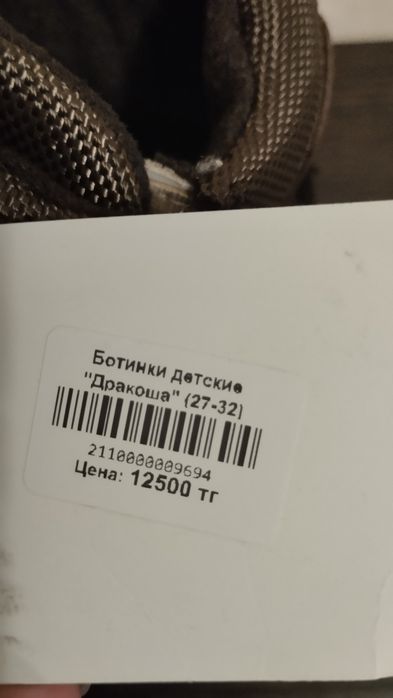 Ботинки детские
"Дракоша" (27-32)
2110000009694
Цена: 12500 тг